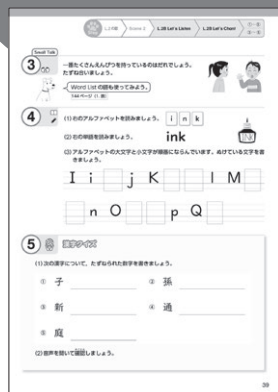 L.2の扉
Scene 2
L.2B Let's Listen
L.2B Let's Chant
Small Talk
3
一番たくさんえんぴつを持っているのはだれでしょう。
たずね合いましょう。
Word List の語も使ってみよう。
4
(1) 右のアルファベットを読みましょう。
i n k
(2) 右の単語を読みましょう。
ink
(3) アルファベットの大文字と小文字が順番にならんでいます。ぬけている文字を書
きましょう。
I i j K l M
n O p Q
5 漢字クイズ
(1) 次の漢字について、たずねられた数字を書きましょう。
① 子
② 孫
③ 新
④ 通
⑤ 庭
(2) 音声を聞いて確認しましょう。
39